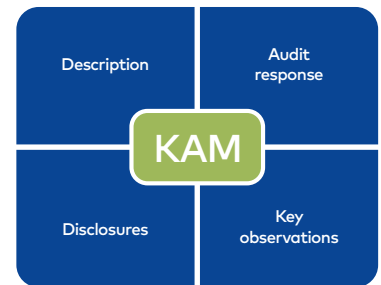 Description
Audit
response
KAM
Disclosures
Key
observations